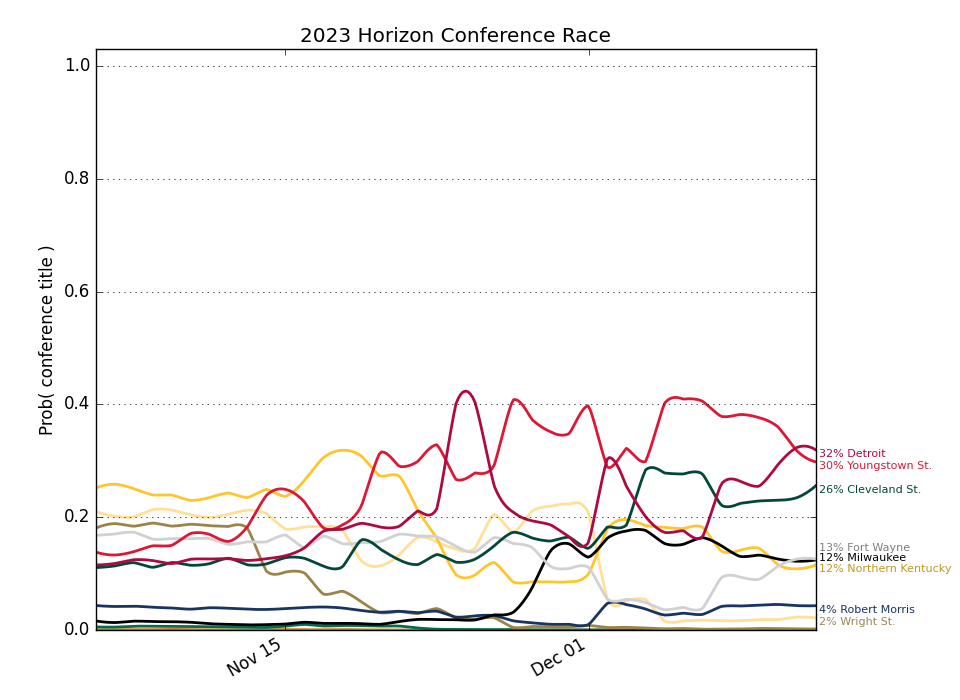 2023 Horizon Conference Race
1.0
0.8
0.6
0.4
0.2
0.0
Prob( conference title )
Nov 15
Dec 01
32% Detroit
30% Youngstown St.
26% Cleveland St.
13% Fort Wayne
12% Milwaukee
12% Northern Kentucky
4% Robert Morris
2% Wright St.